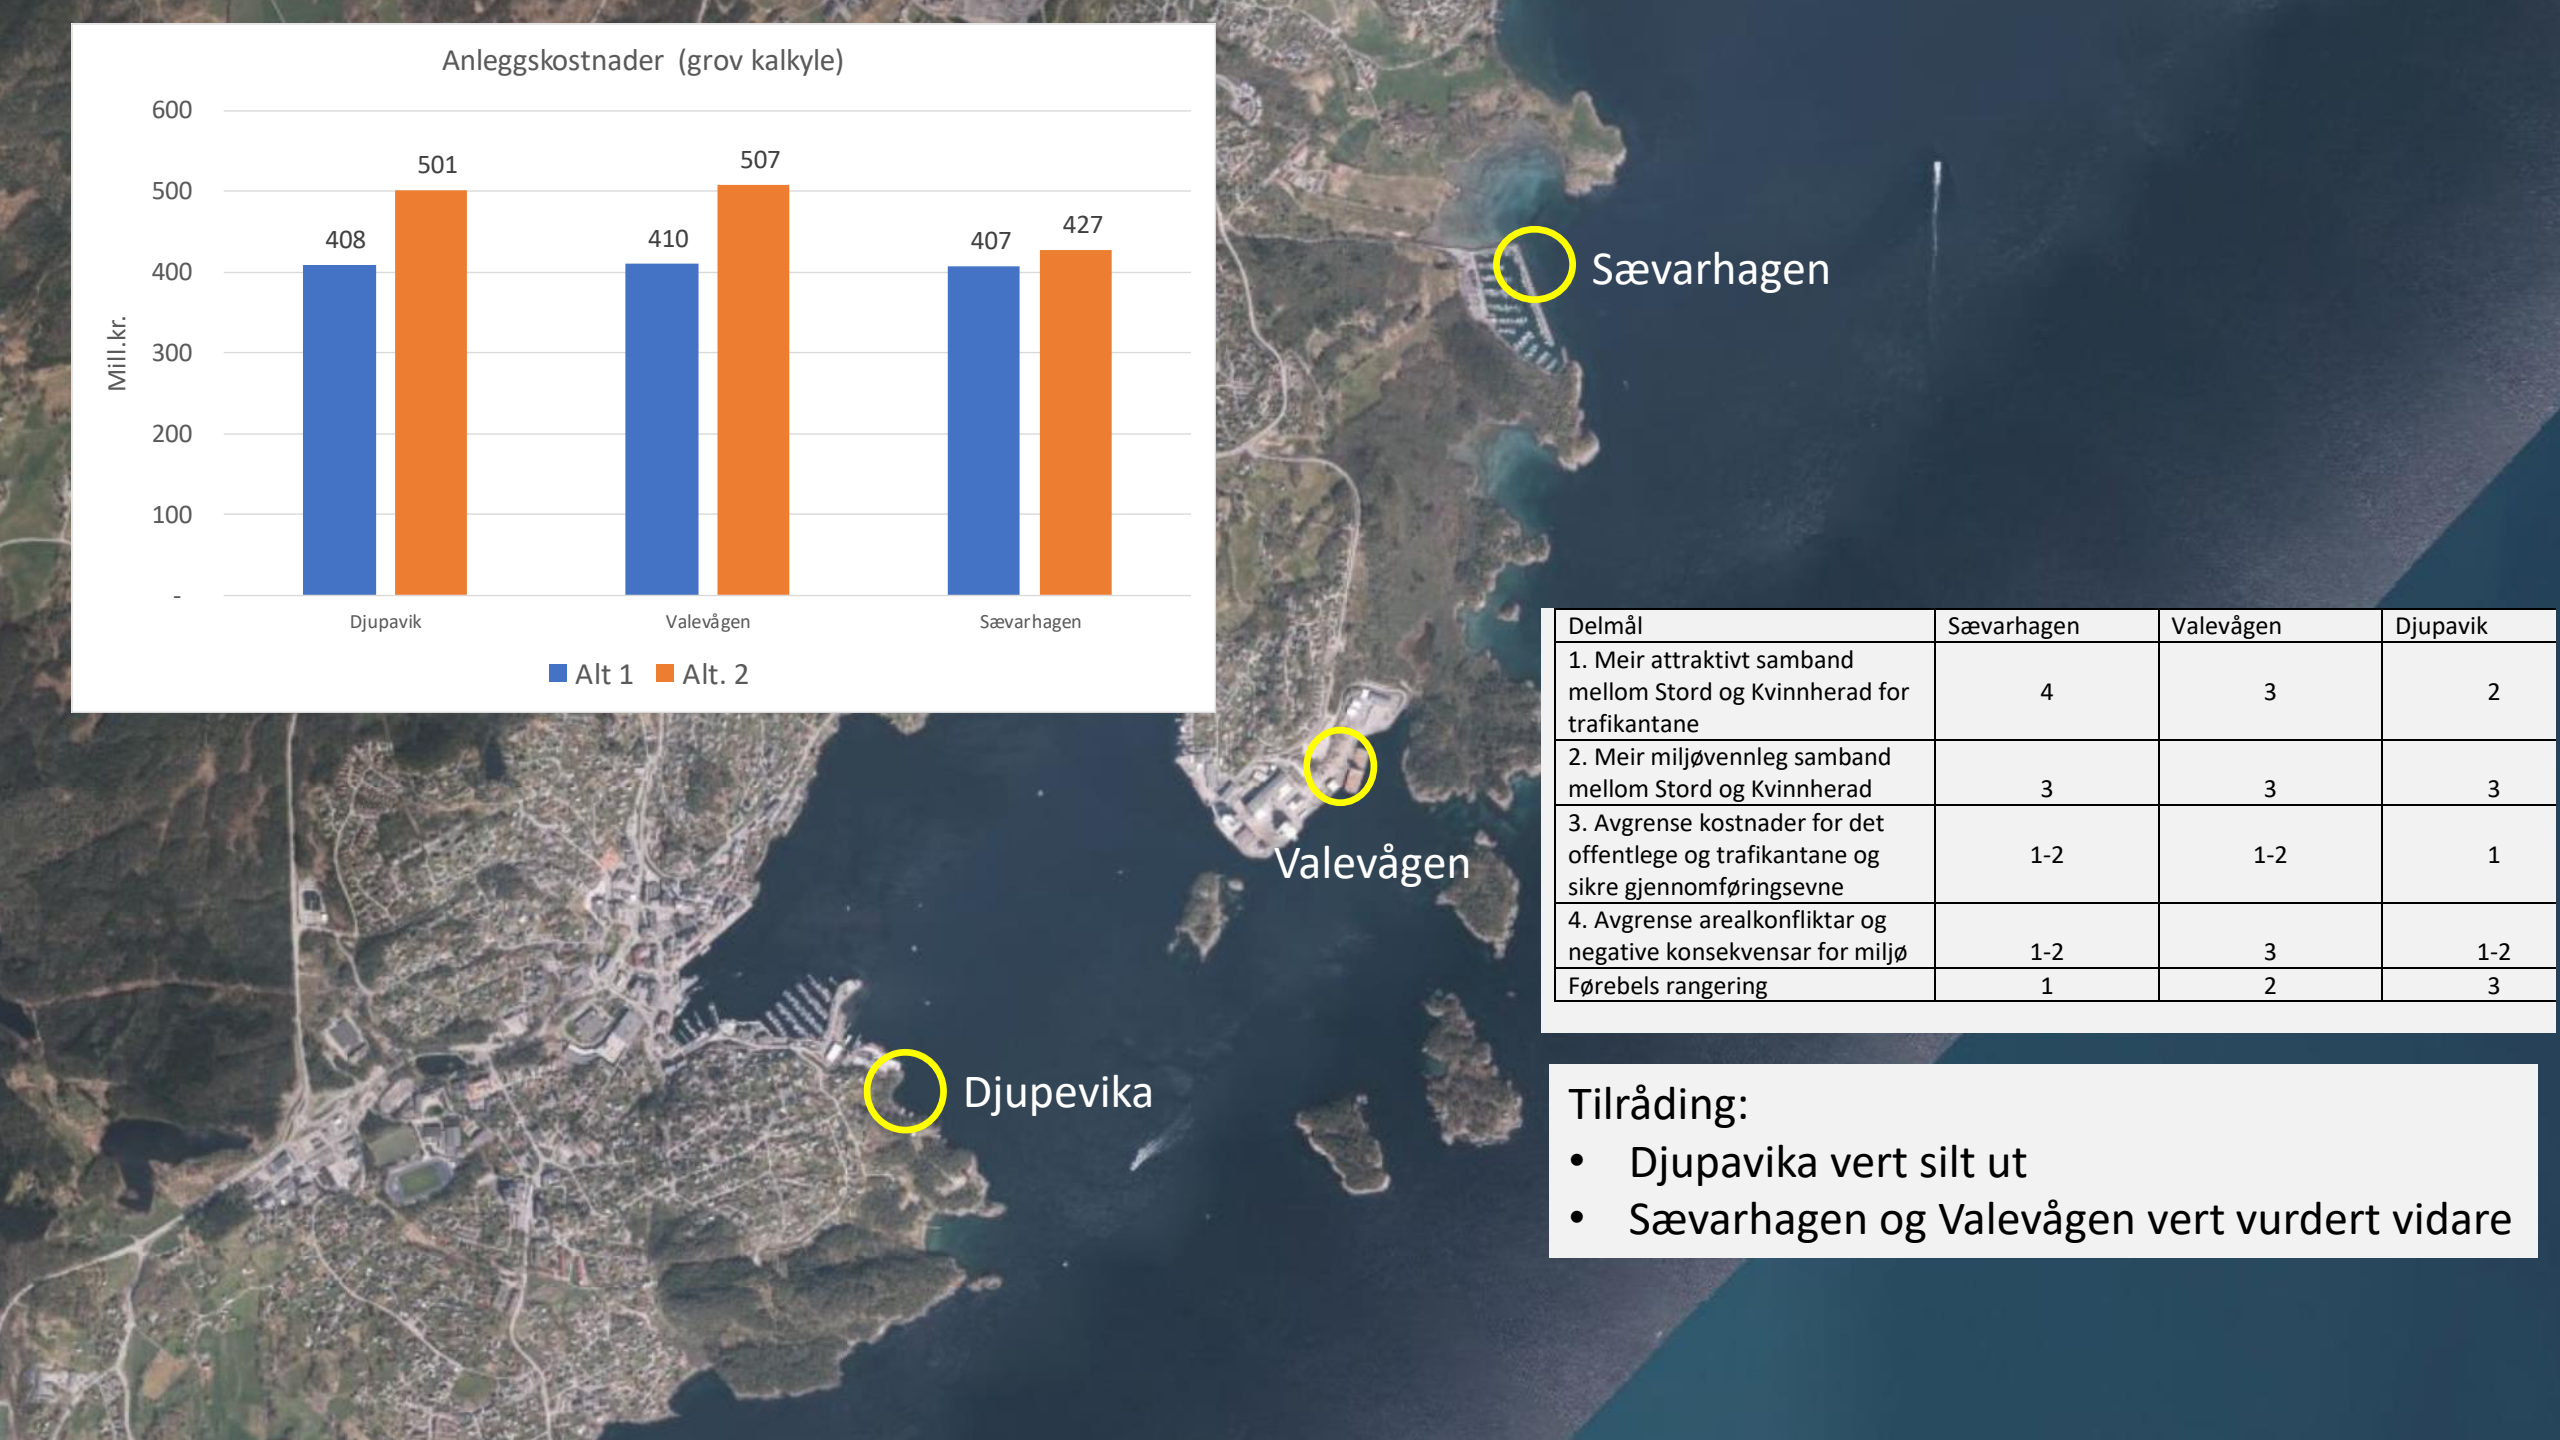 Anleggskostnader (grov kalkyle)
Mill.kr.
600
500
400
300
200
100
-
408
501
410
507
407
427
Djupavik
Valevågen
Sævarhagen
Alt 1
Alt. 2
Sævarhagen
Valevågen
Djupevika
Delmål Sævarhagen Valevågen Djupavik
1. Meir attraktivt samband
mellom Stord og Kvinnherad for 4 3 2
trafikantane
2. Meir miljøvennleg samband
mellom Stord og Kvinnherad 3 3 3
3. Avgrense kostnader for det
offentlege og trafikantane og 1-2 1-2 1
sikre gjennomføringsevne
4. Avgrense arealkonfliktar og
negative konsekvensar for miljø 1-2 3 1-2
Førebels rangering 1 2 3
Tilråding:
• Djupavika vert silt ut
• Sævarhagen og Valevågen vert vurdert vidare